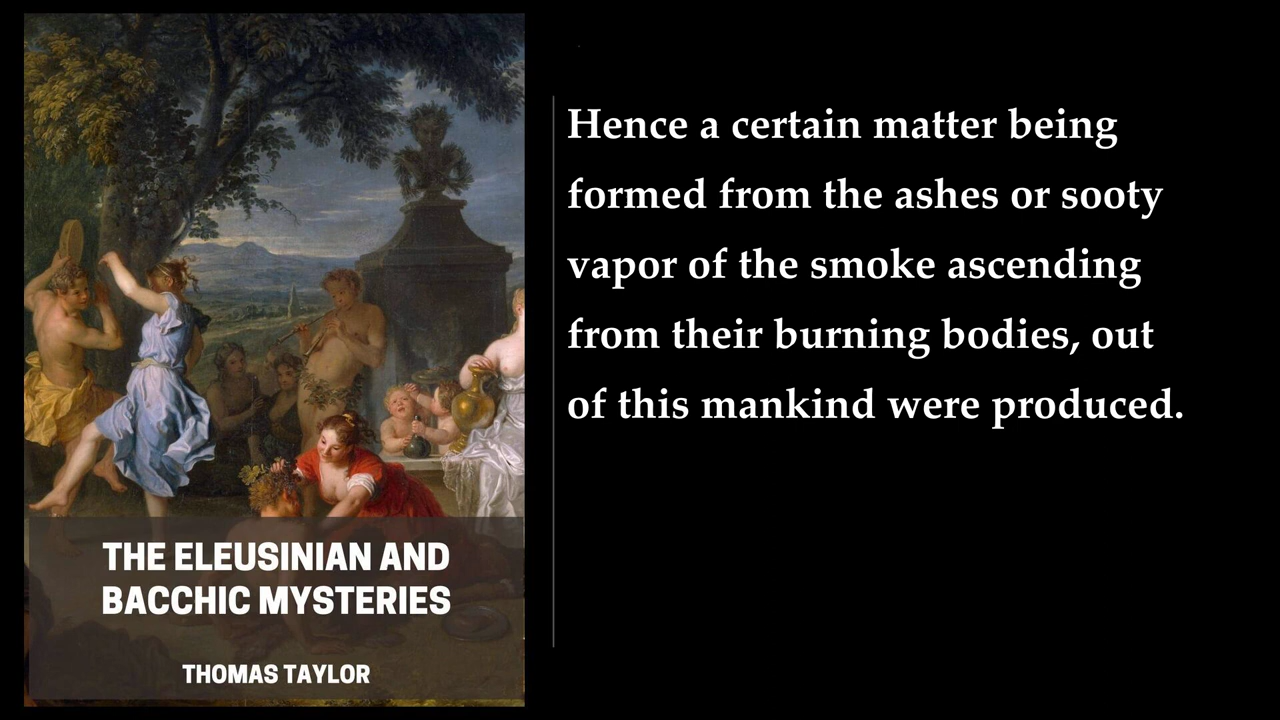 Hence a certain matter being
formed from the ashes or sooty
vapor of the smoke ascending
from their burning bodies, out
of this mankind were produced.
THE ELEUSINIAN AND
BACCHIC MYSTERIES
THOMAS TAYLOR